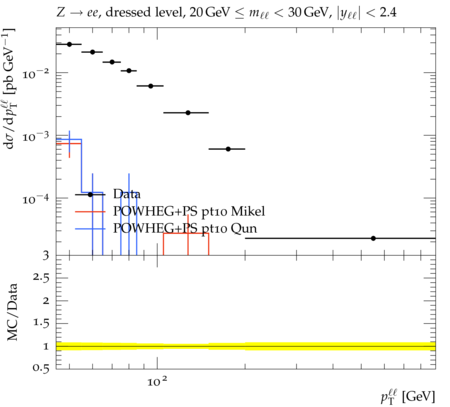 Z → ee, dressed level, 20 GeV ≤ mℓℓ < 30 GeV, |yℓℓ| < 2.4
dσ/dp_T^ℓℓ [pb GeV⁻¹]
10⁻²
10⁻³
10⁻⁴
Data
POWHEG+PS pt10 Mikel
POWHEG+PS pt10 Qun
MC/Data
3
2.5
2
1.5
1
0.5
10²
p_T^ℓℓ [GeV]